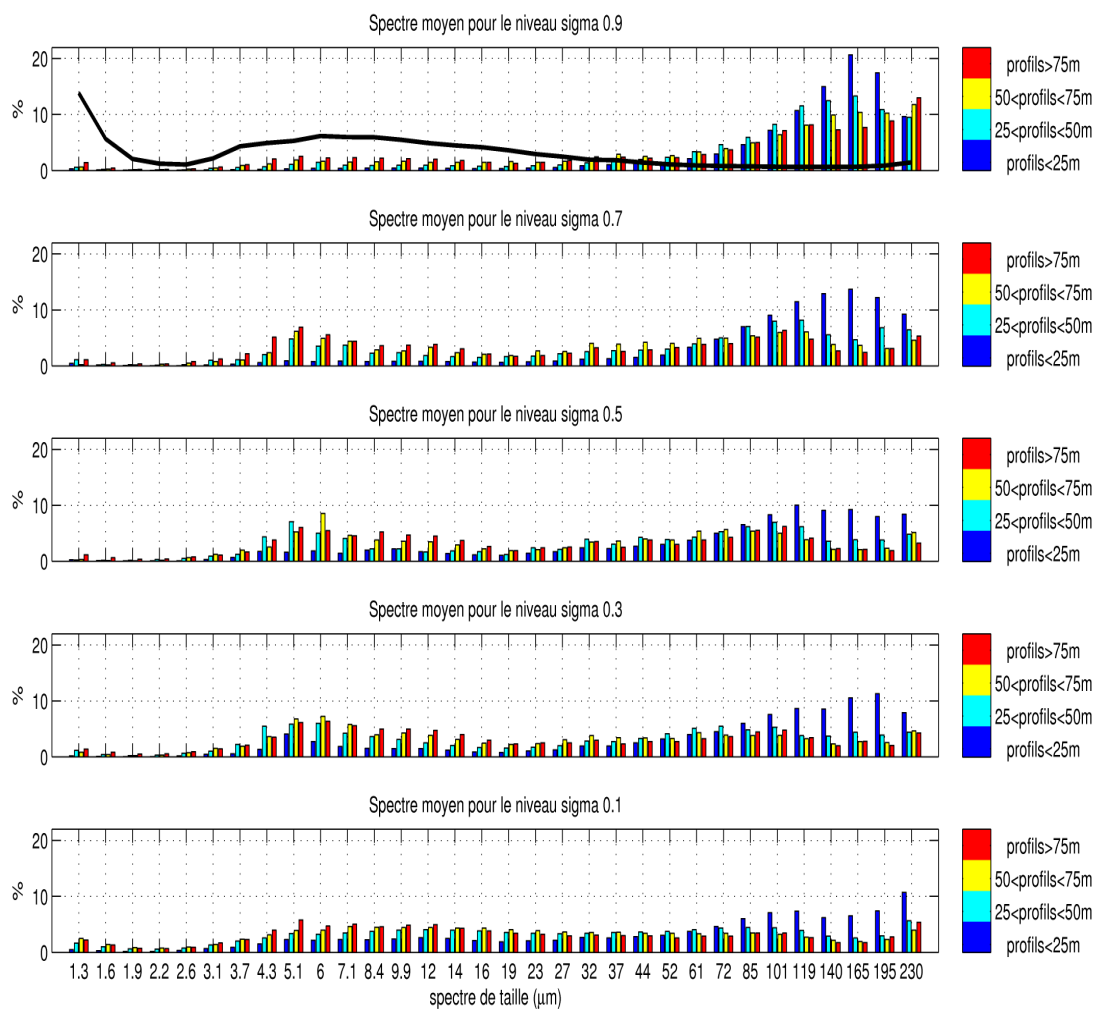 Spectre moyen pour le niveau sigma 0.9
20
10
0
%
profils>75m
50<profils<75m
25<profils<50m
profils<25m
Spectre moyen pour le niveau sigma 0.7
20
10
0
%
profils>75m
50<profils<75m
25<profils<50m
profils<25m
Spectre moyen pour le niveau sigma 0.5
20
10
0
%
profils>75m
50<profils<75m
25<profils<50m
profils<25m
Spectre moyen pour le niveau sigma 0.3
20
10
0
%
profils>75m
50<profils<75m
25<profils<50m
profils<25m
Spectre moyen pour le niveau sigma 0.1
20
10
0
%
profils>75m
50<profils<75m
25<profils<50m
profils<25m
1.3 1.6 1.9 2.2 2.6 3.1 3.7 4.3 5.1 6 7.1 8.4 9.9 12 14 16 19 23 27 32 37 44 52 61 72 85 101 119 140 165 195 230
spectre de taille (μm)